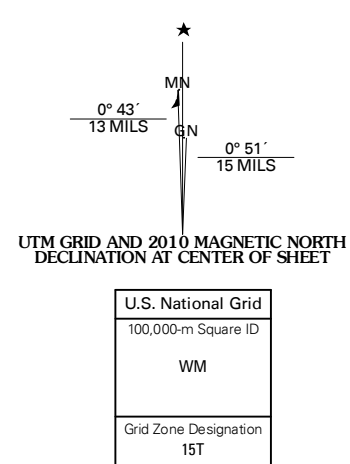 MN
0° 43´
13 MILS
GN
0° 51´
15 MILS
UTM GRID AND 2010 MAGNETIC NORTH
DECLINATION AT CENTER OF SHEET
U.S. National Grid
100,000-m Square ID
WM
Grid Zone Designation
15T